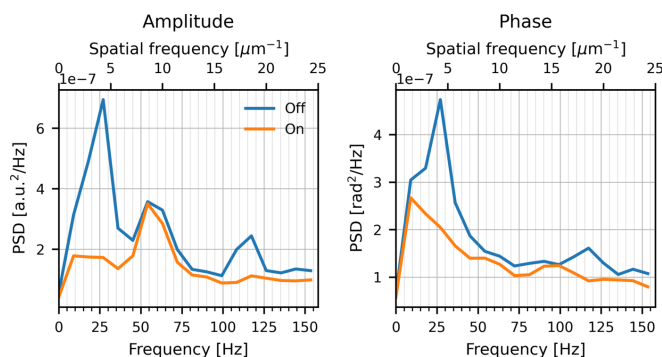 Amplitude
Spatial frequency [μm⁻¹]
0 5 10 15 20 25
1e−7
PSD [a.u.²/Hz]
6
4
2
Off
On
0 25 50 75 100 125 150
Frequency [Hz]
Phase
Spatial frequency [μm⁻¹]
0 5 10 15 20 25
1e−7
PSD [rad²/Hz]
4
3
2
1
0 25 50 75 100 125 150
Frequency [Hz]